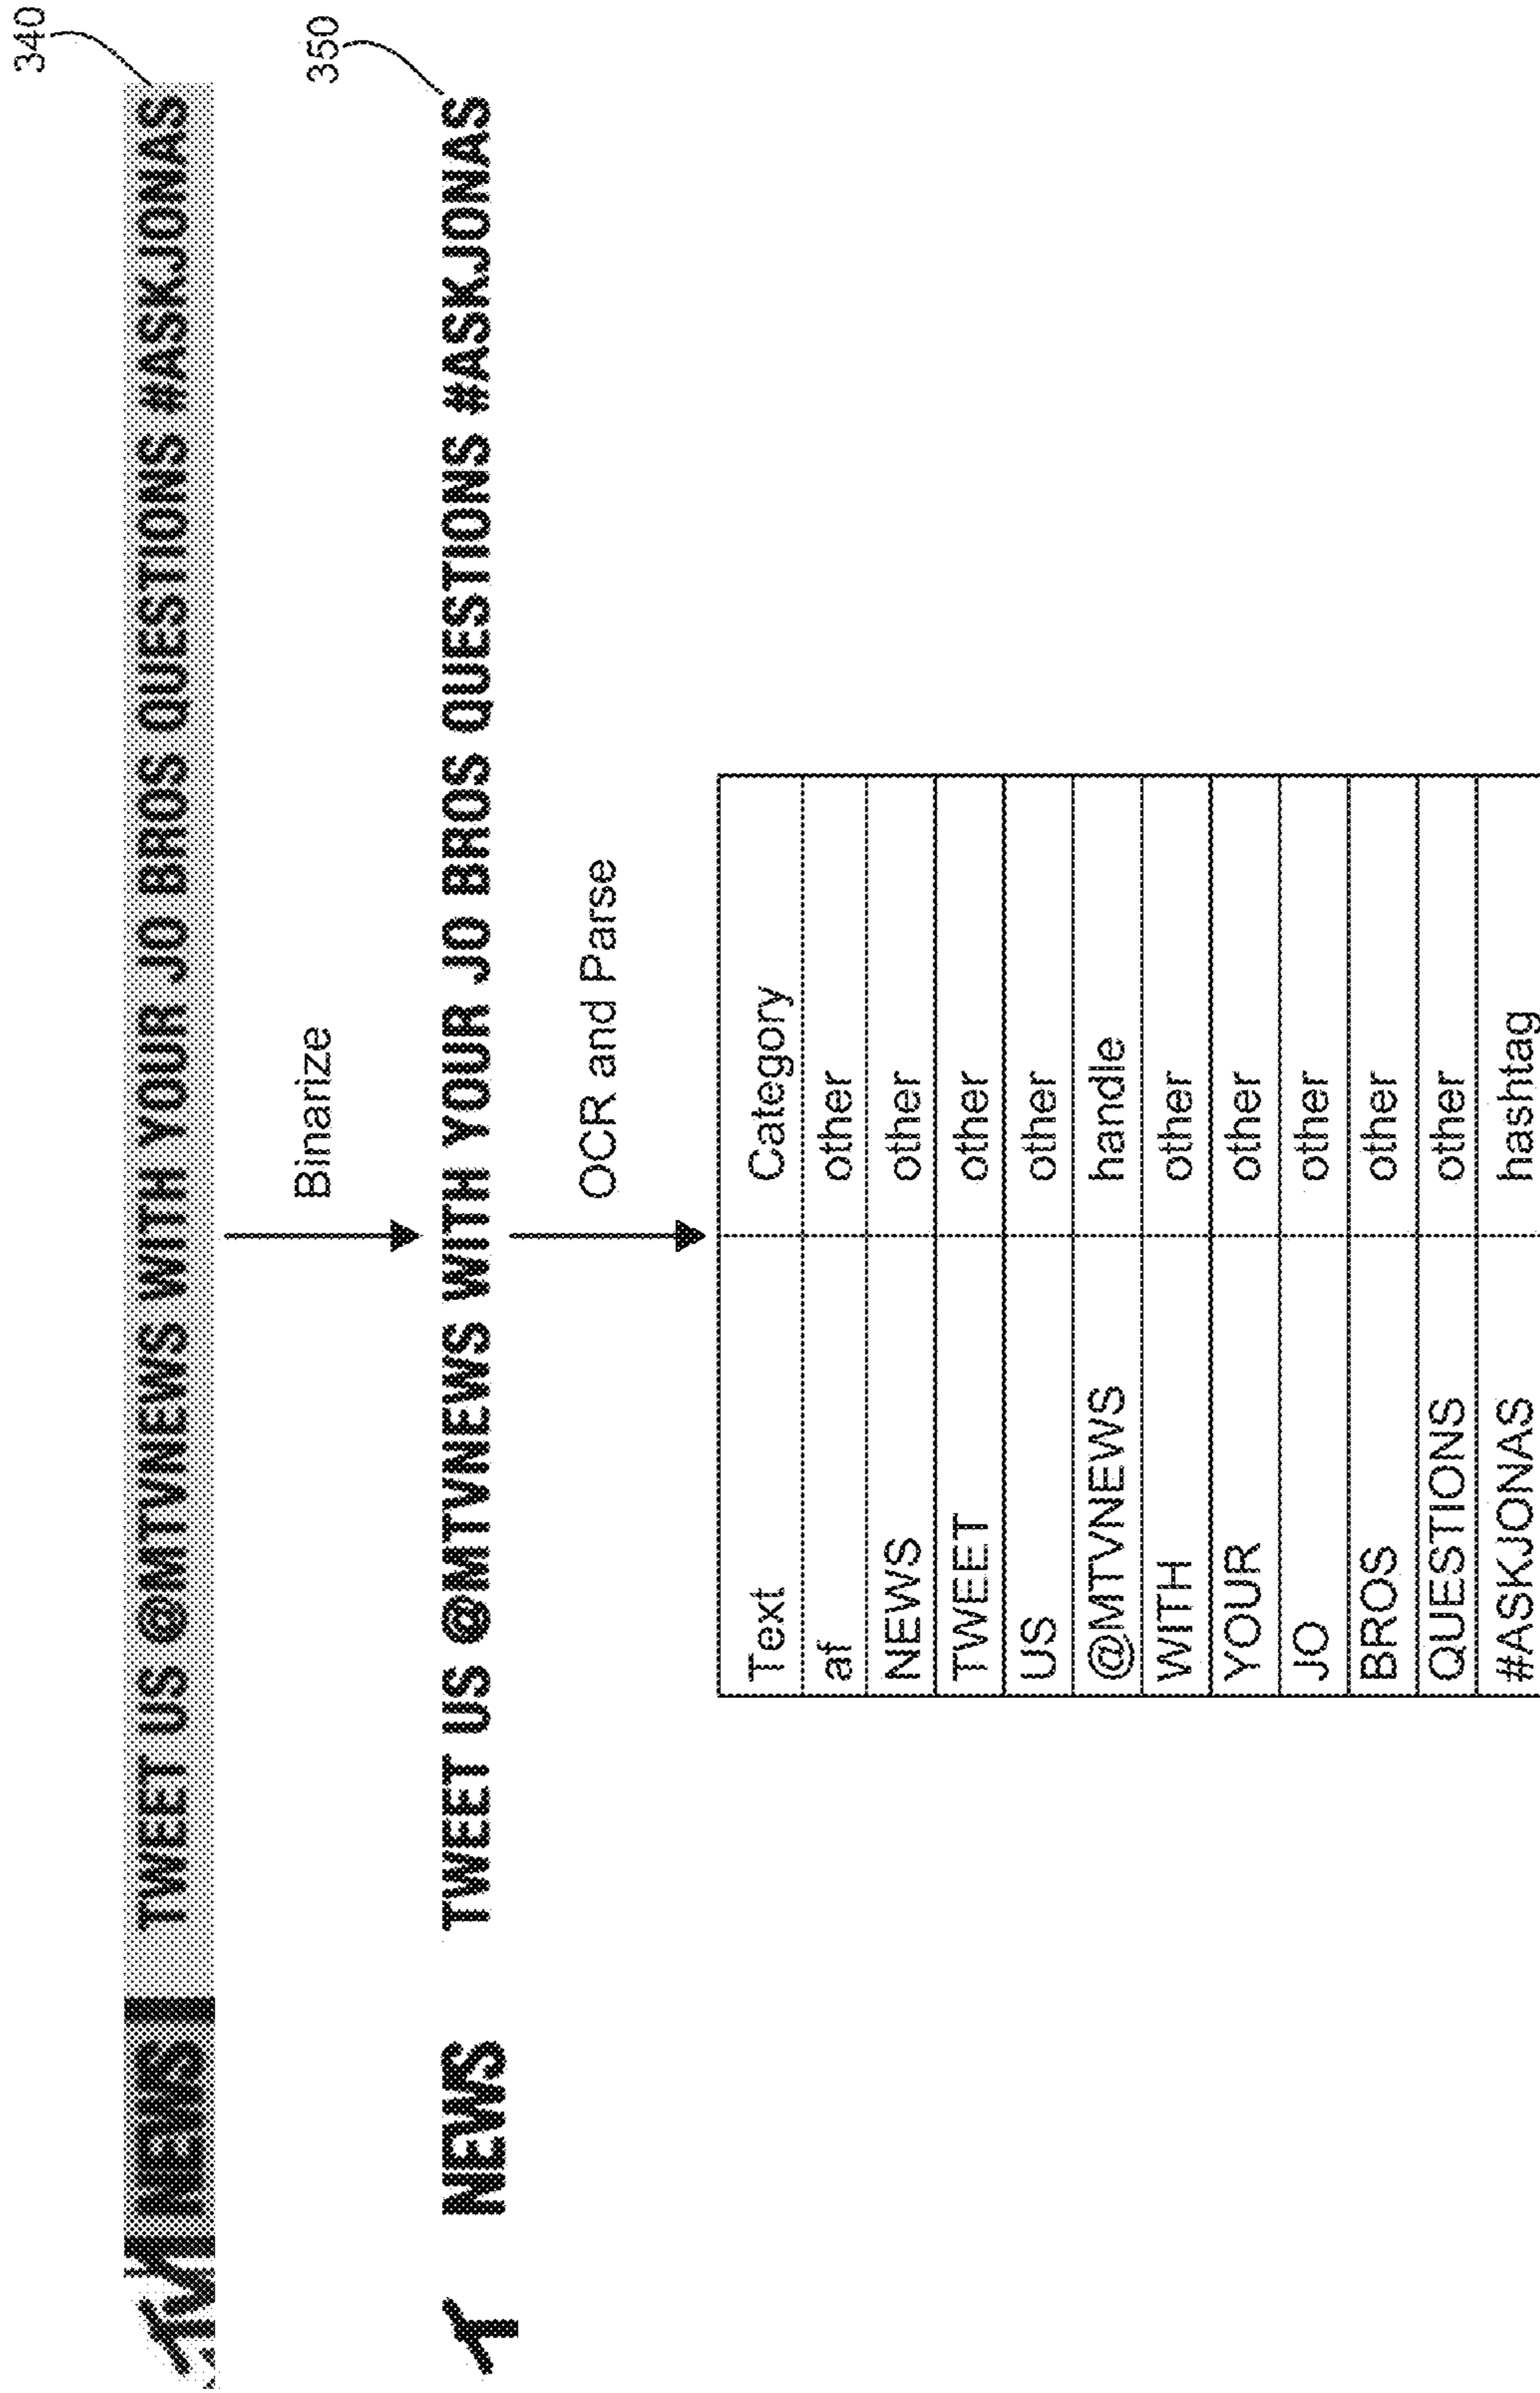 340
NEWS TWEET US @MTVNEWS WITH YOUR JO BROS QUESTIONS #ASKJONAS
Binarize
350
NEWS TWEET US @MTVNEWS WITH YOUR JO BROS QUESTIONS #ASKJONAS
OCR and Parse
Text Category
af other
NEWS other
TWEET other
US other
@MTVNEWS handle
WITH other
YOUR other
JO other
BROS other
QUESTIONS other
#ASKJONAS hashtag